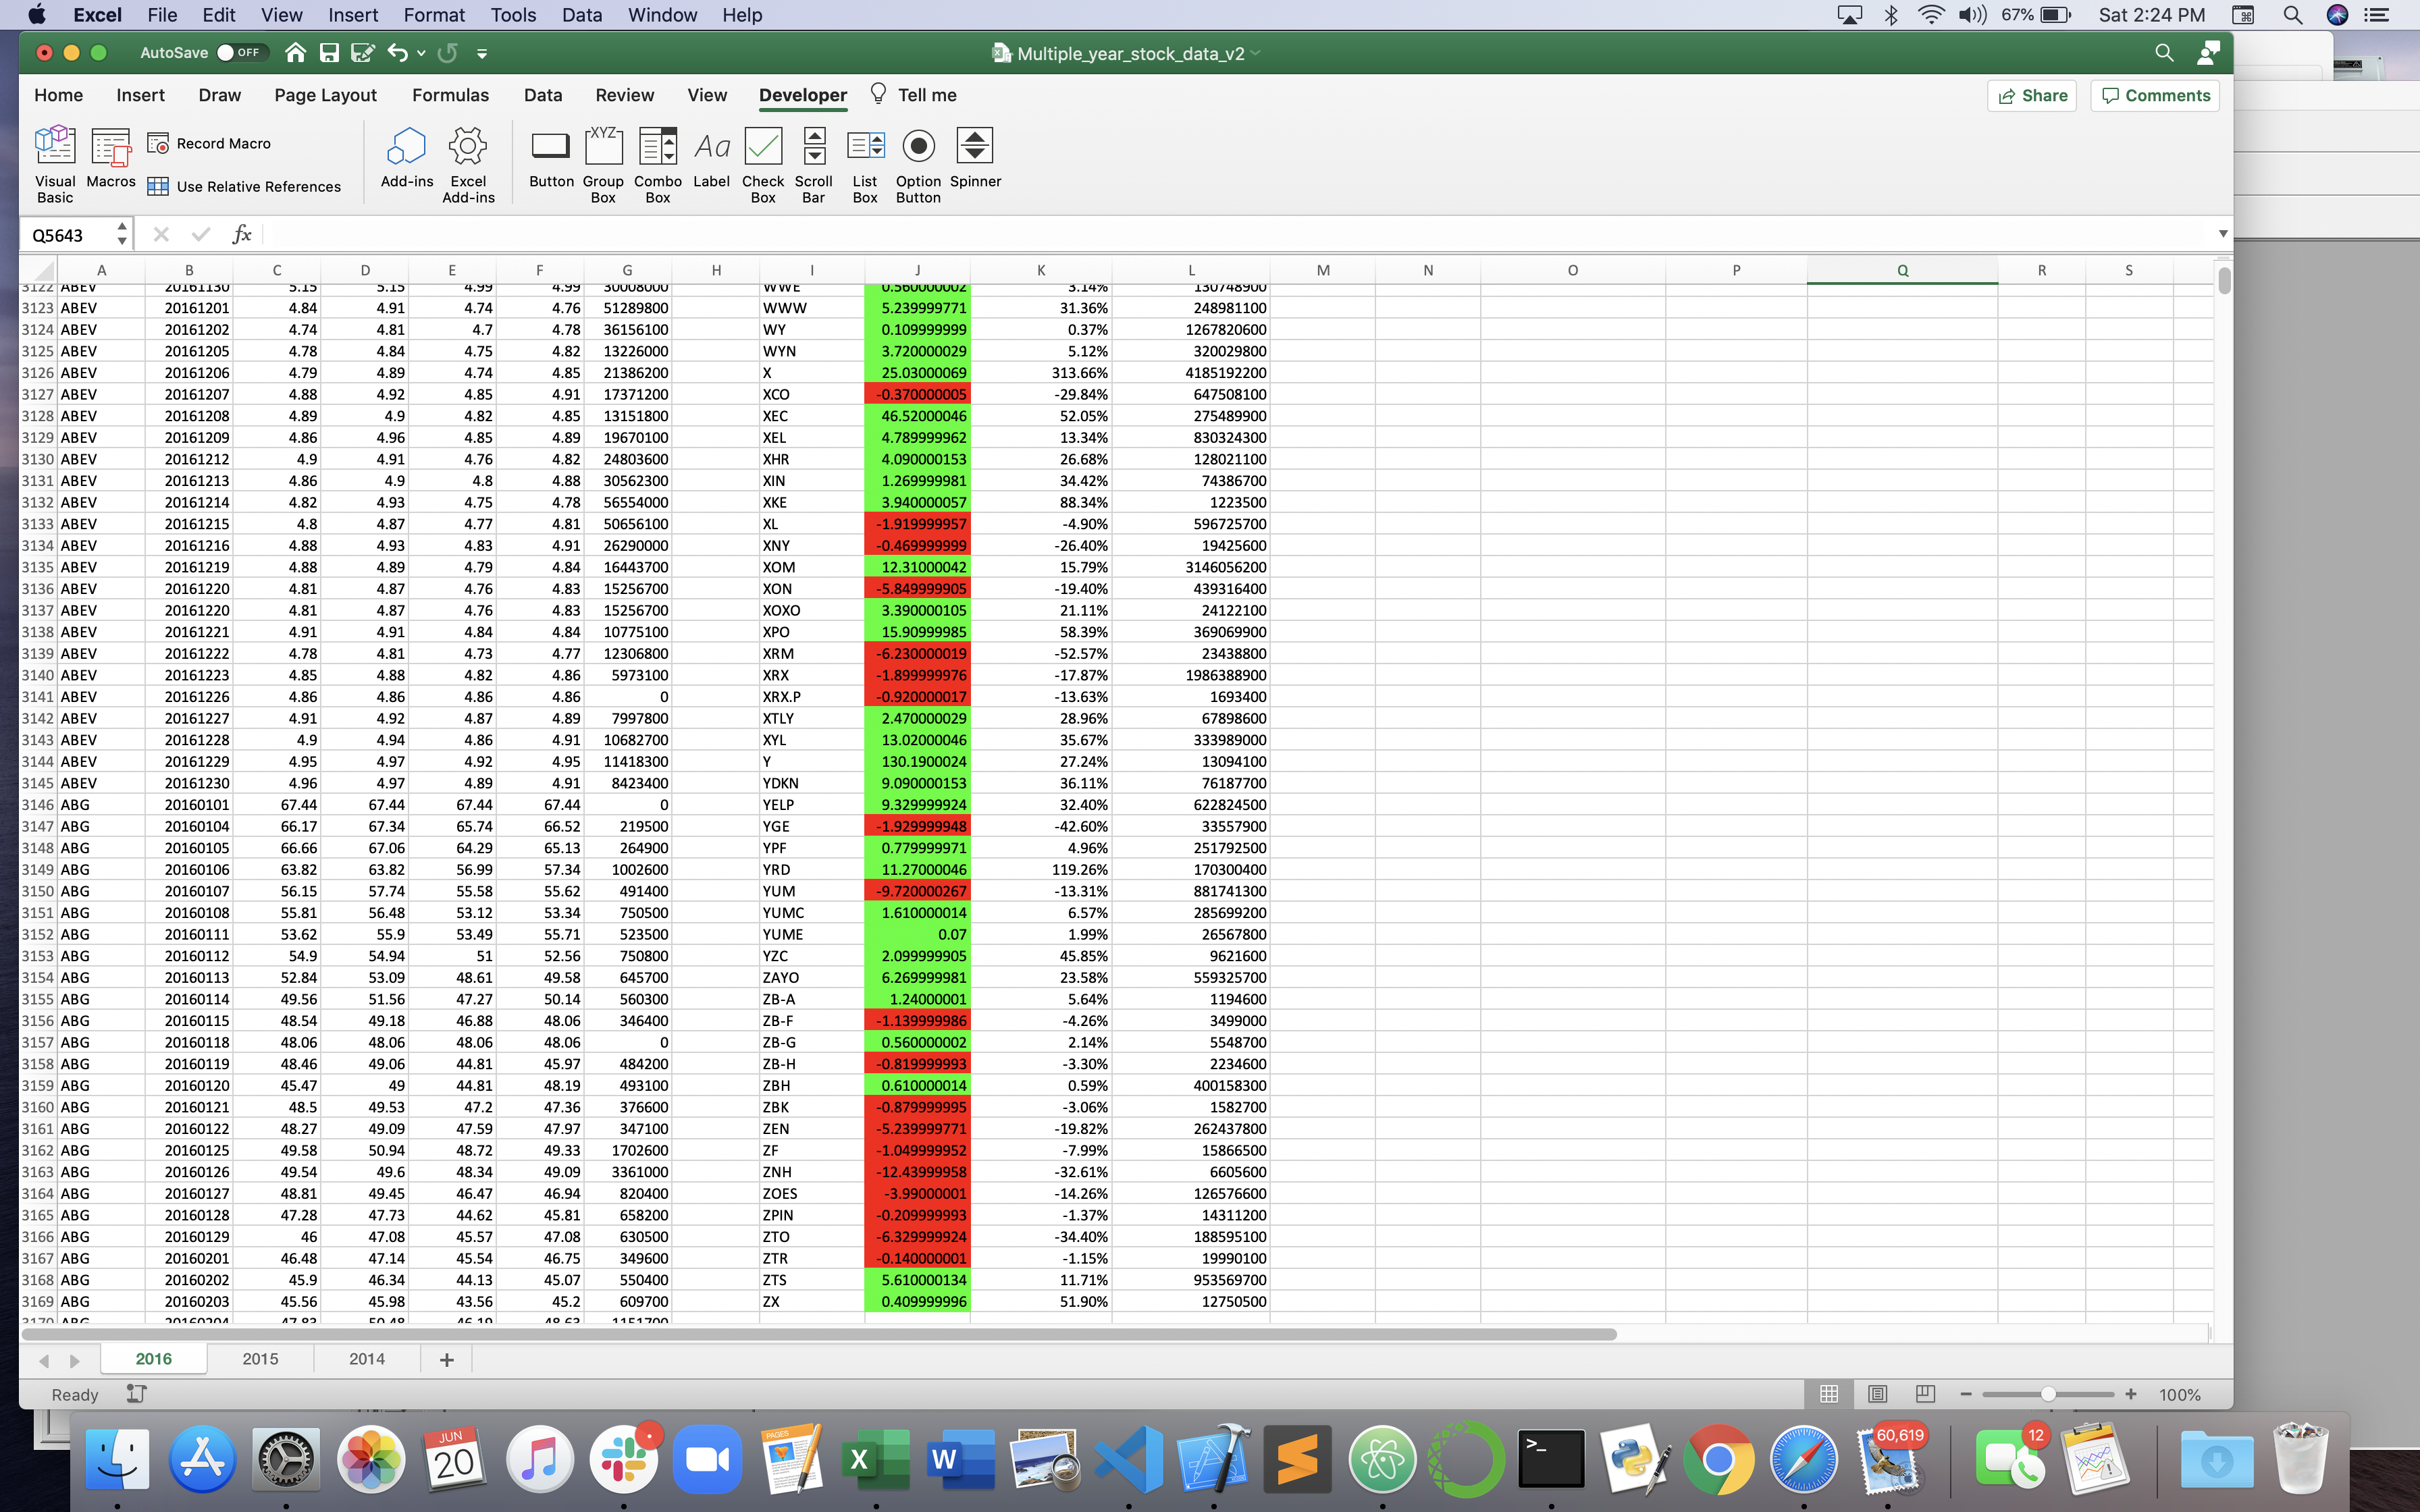 Excel File Edit View Insert Format Tools Data Window Help 67% Sat 2:24 PM
AutoSave OFF Multiple_year_stock_data_v2
Home Insert Draw Page Layout Formulas Data Review View Developer Tell me Share Comments
Visual Basic Macros Record Macro Use Relative References Add-ins Excel Add-ins Button Group Box Combo Box Label Check Box Scroll Bar List Box Option Button Spinner
XYZ Aa
Q5643 fx
A B C D E F G H I J K L M N O P Q R S
3122 ABEV 20161130 5.15 5.15 4.99 4.99 30008000 WWE 0.560000002 3.14% 130748900
3123 ABEV 20161201 4.84 4.91 4.74 4.76 51289800 WWW 5.239999771 31.36% 248981100
3124 ABEV 20161202 4.74 4.81 4.7 4.78 36156100 WY 0.109999999 0.37% 1267820600
3125 ABEV 20161205 4.78 4.84 4.75 4.82 13226000 WYN 3.720000029 5.12% 320029800
3126 ABEV 20161206 4.79 4.89 4.74 4.85 21386200 X 25.03000069 313.66% 4185192200
3127 ABEV 20161207 4.88 4.92 4.85 4.91 17371200 XCO -0.370000005 -29.84% 647508100
3128 ABEV 20161208 4.89 4.9 4.82 4.85 13151800 XEC 46.52000046 52.05% 275489900
3129 ABEV 20161209 4.86 4.96 4.85 4.89 19670100 XEL 4.789999962 13.34% 830324300
3130 ABEV 20161212 4.9 4.91 4.76 4.82 24803600 XHR 4.090000153 26.68% 128021100
3131 ABEV 20161213 4.86 4.9 4.8 4.88 30562300 XIN 1.269999981 34.42% 74386700
3132 ABEV 20161214 4.82 4.93 4.75 4.78 56554000 XKE 3.940000057 88.34% 1223500
3133 ABEV 20161215 4.8 4.87 4.77 4.81 50656100 XL -1.919999957 -4.90% 596725700
3134 ABEV 20161216 4.88 4.93 4.83 4.91 26290000 XNY -0.469999999 -26.40% 19425600
3135 ABEV 20161219 4.88 4.89 4.79 4.84 16443700 XOM 12.31000042 15.79% 3146056200
3136 ABEV 20161220 4.81 4.87 4.76 4.83 15256700 XON -5.849999905 -19.40% 439316400
3137 ABEV 20161220 4.81 4.87 4.76 4.83 15256700 XOXO 3.390000105 21.11% 24122100
3138 ABEV 20161221 4.91 4.91 4.84 4.84 10775100 XPO 15.90999985 58.39% 369069900
3139 ABEV 20161222 4.78 4.81 4.73 4.77 12306800 XRM -6.230000019 -52.57% 23438800
3140 ABEV 20161223 4.85 4.88 4.82 4.86 5973100 XRX -1.899999976 -17.87% 1986388900
3141 ABEV 20161226 4.86 4.86 4.86 4.86 0 XRX.P -0.920000017 -13.63% 1693400
3142 ABEV 20161227 4.91 4.92 4.87 4.89 7997800 XTLY 2.470000029 28.96% 67898600
3143 ABEV 20161228 4.9 4.94 4.86 4.91 10682700 XYL 13.02000046 35.67% 333989000
3144 ABEV 20161229 4.95 4.97 4.92 4.95 11418300 Y 130.1900024 27.24% 13094100
3145 ABEV 20161230 4.96 4.97 4.89 4.91 8423400 YDKN 9.090000153 36.11% 76187700
3146 ABG 20160101 67.44 67.44 67.44 67.44 0 YELP 9.329999924 32.40% 622824500
3147 ABG 20160104 66.17 67.34 65.74 66.52 219500 YGE -1.929999948 -42.60% 33557900
3148 ABG 20160105 66.66 67.06 64.29 65.13 264900 YPF 0.779999971 4.96% 251792500
3149 ABG 20160106 63.82 63.82 56.99 57.34 1002600 YRD 11.27000046 119.26% 170300400
3150 ABG 20160107 56.15 57.74 55.58 55.62 491400 YUM -9.720000267 -13.31% 881741300
3151 ABG 20160108 55.81 56.48 53.12 53.34 750500 YUMC 1.610000014 6.57% 285699200
3152 ABG 20160111 53.62 55.9 53.49 55.71 523500 YUME 0.07 1.99% 26567800
3153 ABG 20160112 54.9 54.94 51 52.56 750800 YZC 2.099999905 45.85% 9621600
3154 ABG 20160113 52.84 53.09 48.61 49.58 645700 ZAYO 6.269999981 23.58% 559325700
3155 ABG 20160114 49.56 51.56 47.27 50.14 560300 ZB-A 1.24000001 5.64% 1194600
3156 ABG 20160115 48.54 49.18 46.88 48.06 346400 ZB-F -1.139999986 -4.26% 3499000
3157 ABG 20160118 48.06 48.06 48.06 48.06 0 ZB-G 0.560000002 2.14% 5548700
3158 ABG 20160119 48.46 49.06 44.81 45.97 484200 ZB-H -0.819999993 -3.30% 2234600
3159 ABG 20160120 45.47 49 44.81 48.19 493100 ZBH 0.610000014 0.59% 400158300
3160 ABG 20160121 48.5 49.53 47.2 47.36 376600 ZBK -0.879999995 -3.06% 1582700
3161 ABG 20160122 48.27 49.09 47.59 47.97 347100 ZEN -5.239999771 -19.82% 262437800
3162 ABG 20160125 49.58 50.94 48.72 49.33 1702600 ZF -1.049999952 -7.99% 15866500
3163 ABG 20160126 49.54 49.6 48.34 49.09 3361000 ZNH -12.43999958 -32.61% 6605600
3164 ABG 20160127 48.81 49.45 46.47 46.94 820400 ZOES -3.99000001 -14.26% 126576600
3165 ABG 20160128 47.28 47.73 44.62 45.81 658200 ZPIN -0.209999993 -1.37% 14311200
3166 ABG 20160129 46 47.08 45.57 47.08 630500 ZTO -6.329999924 -34.40% 188595100
3167 ABG 20160201 46.48 47.14 45.54 46.75 349600 ZTR -0.140000001 -1.15% 19990100
3168 ABG 20160202 45.9 46.34 44.13 45.07 550400 ZTS 5.610000134 11.71% 953569700
3169 ABG 20160203 45.56 45.98 43.56 45.2 609700 ZX 0.409999996 51.90% 12750500
3170 ABG 20160204 47.83 50.48 46.19 48.63 1151700
2016 2015 2014 +
Ready 100%
JUN 20 PAGES X W >_ 60,619 12